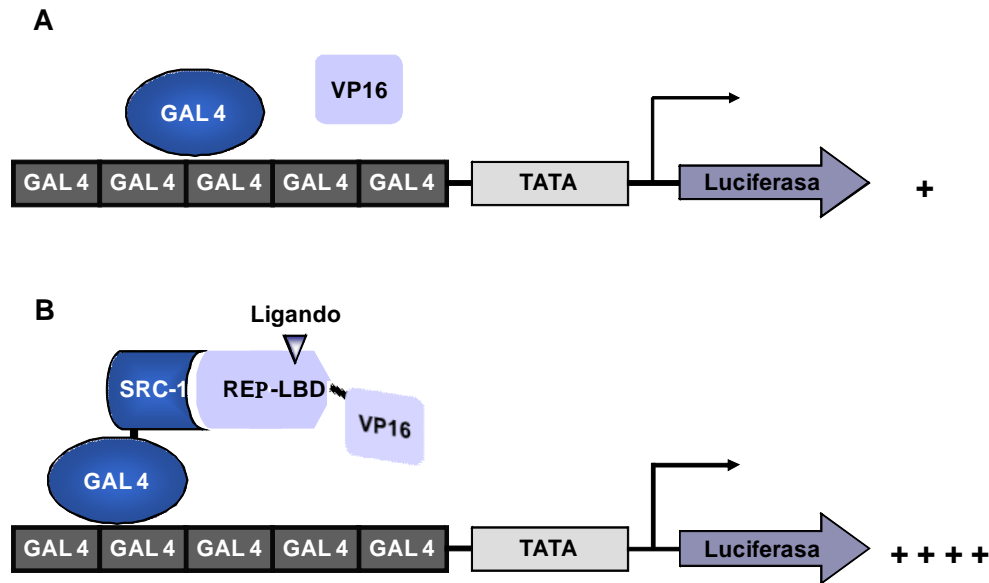 A
GAL 4
VP16
GAL 4 GAL 4 GAL 4 GAL 4 GAL 4 TATA Luciferasa +
B
Ligando
SRC-1 REP-LBD VP16
GAL 4
GAL 4 GAL 4 GAL 4 GAL 4 GAL 4 TATA Luciferasa + + + +